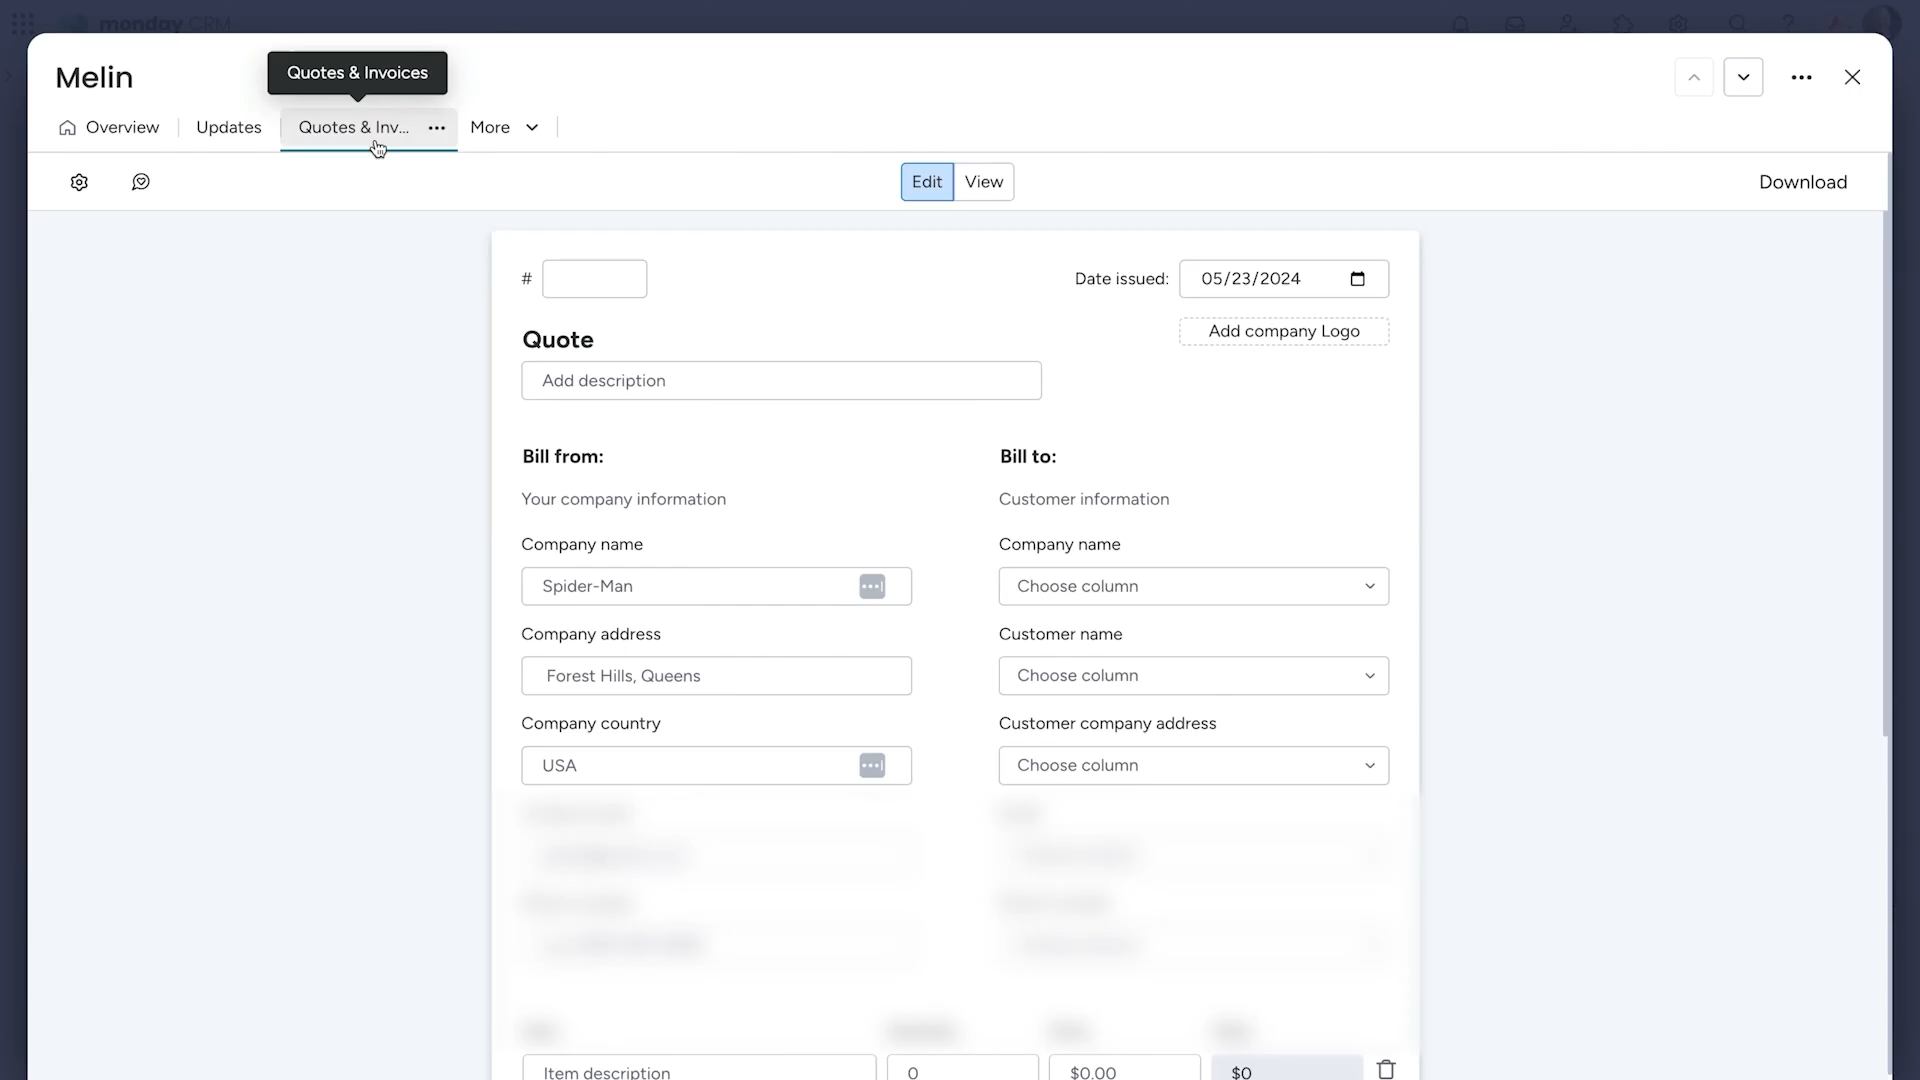 monday CRM
Quotes & Invoices
Melin
Overview
Updates
Quotes & Inv...
More
Edit
View
Download
#
Date issued:
05/23/2024
Quote
Add company Logo
Add description
Bill from:
Bill to:
Your company information
Customer information
Company name
Company name
Spider-Man
Choose column
Company address
Customer name
Forest Hills, Queens
Choose column
Company country
Customer company address
USA
Choose column
Item description
0
$0.00
$0